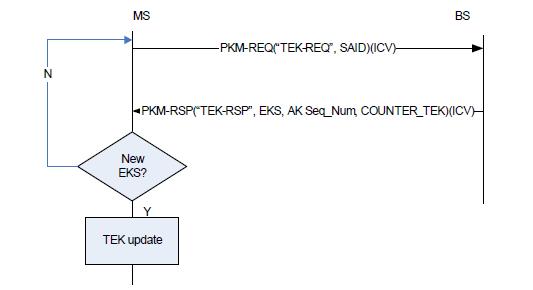 MS
BS
PKM-REQ("TEK-REQ", SAID)(ICV)
N
PKM-RSP("TEK-RSP", EKS, AK Seq_Num, COUNTER_TEK)(ICV)
New
EKS?
Y
TEK update